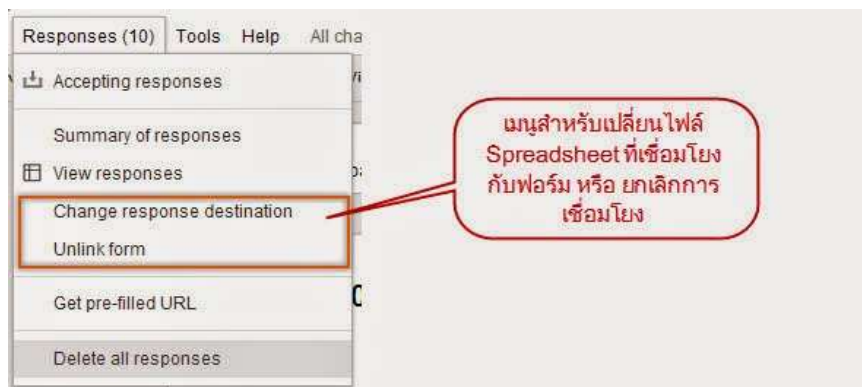 Responses (10) Tools Help All cha
Accepting responses
Summary of responses
View responses
Change response destination
Unlink form
Get pre-filled URL
Delete all responses
เมนูสำหรับเปลี่ยนไฟล์
Spreadsheet ที่เชื่อมโยง
กับฟอร์ม หรือ ยกเลิกการ
เชื่อมโยง